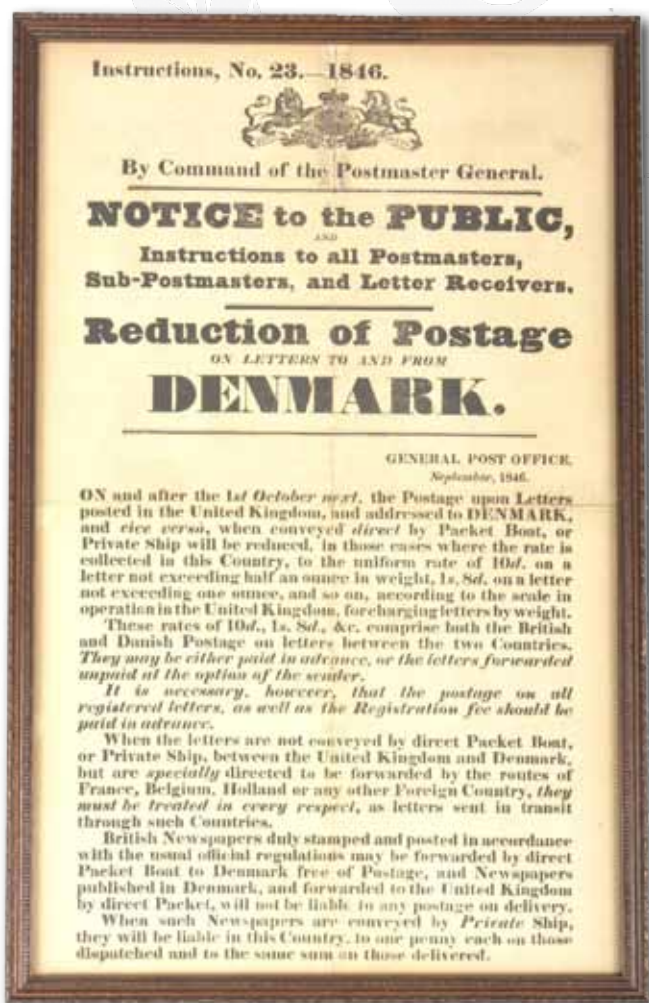 Instructions, No. 23.—1846.
By Command of the Postmaster General.
NOTICE to the PUBLIC,
AND
Instructions to all Postmasters,
Sub-Postmasters, and Letter Receivers.
Reduction of Postage
ON LETTERS TO AND FROM
DENMARK.
GENERAL POST OFFICE,
September, 1846.
ON and after the 1st October next, the Postage upon Letters
posted in the United Kingdom, and addressed to DENMARK,
and vice versa, when conveyed direct by Packet Boat, or
Private Ship will be reduced, in those cases where the rate is
collected in this Country, to the uniform rate of 10d. on a
letter not exceeding half an ounce in weight, 1s. 8d. on a letter
not exceeding one ounce, and so on, according to the scale in
operation in the United Kingdom, for charging letters by weight.
These rates of 10d., 1s. 8d., &c. comprise both the British
and Danish Postage on letters between the two Countries.
They may be either paid in advance, or the letters forwarded
unpaid at the option of the sender.
It is necessary, however, that the postage on all
registered letters, as well as the Registration fee should be
paid in advance.
When the letters are not conveyed by direct Packet Boat,
or Private Ship, between the United Kingdom and Denmark,
but are specially directed to be forwarded by the routes of
France, Belgium, Holland or any other Foreign Country, they
must be treated in every respect, as letters sent in transit
through such Countries.
British Newspapers duly stamped and posted in accordance
with the usual official regulations may be forwarded by direct
Packet Boat to Denmark free of Postage, and Newspapers
published in Denmark, and forwarded to the United Kingdom
by direct Packet, will not be liable to any postage on delivery.
When such Newspapers are conveyed by Private Ship,
they will be liable in this Country, to one penny each on those
dispatched and to the same sum on those delivered.